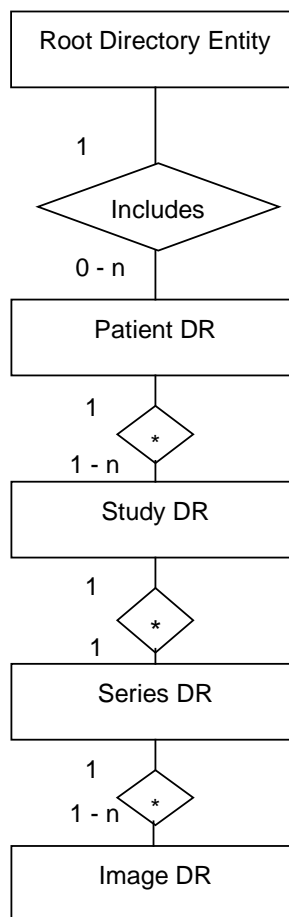 Root Directory Entity
1
Includes
0 - n
Patient DR
1
*
1 - n
Study DR
1
*
1
Series DR
1
*
1 - n
Image DR